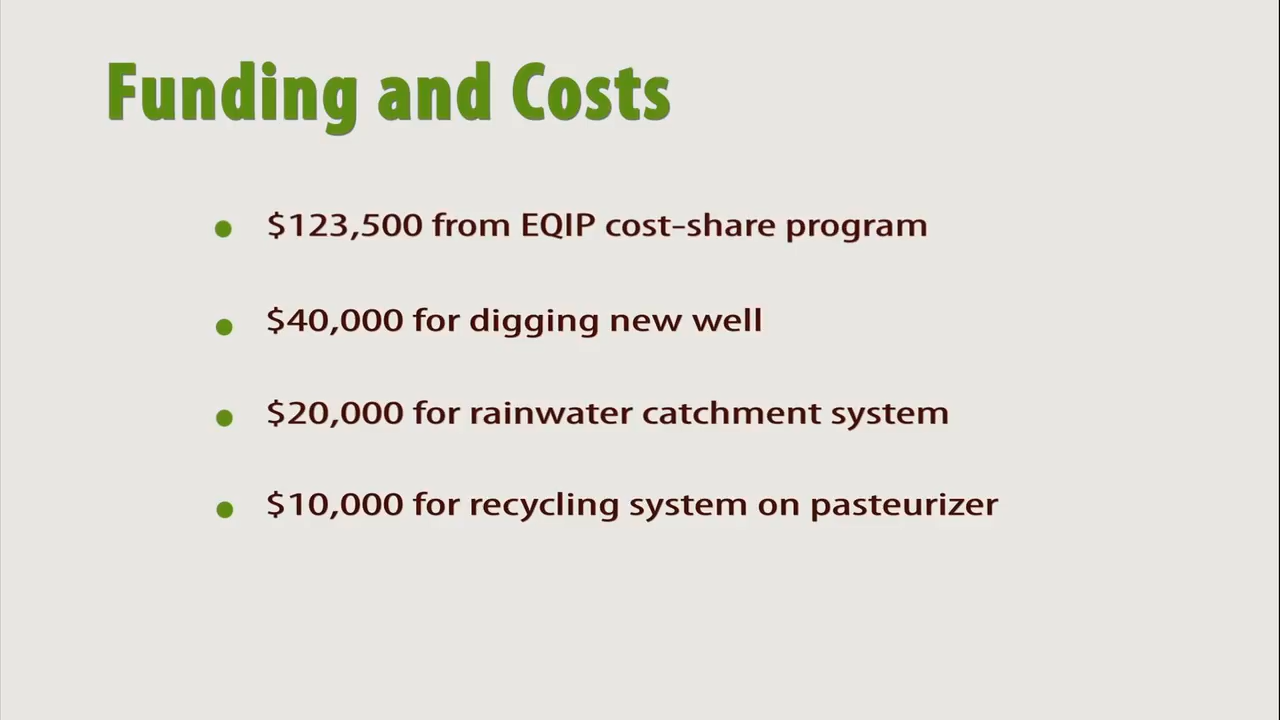 Funding and Costs
$123,500 from EQIP cost-share program
$40,000 for digging new well
$20,000 for rainwater catchment system
$10,000 for recycling system on pasteurizer